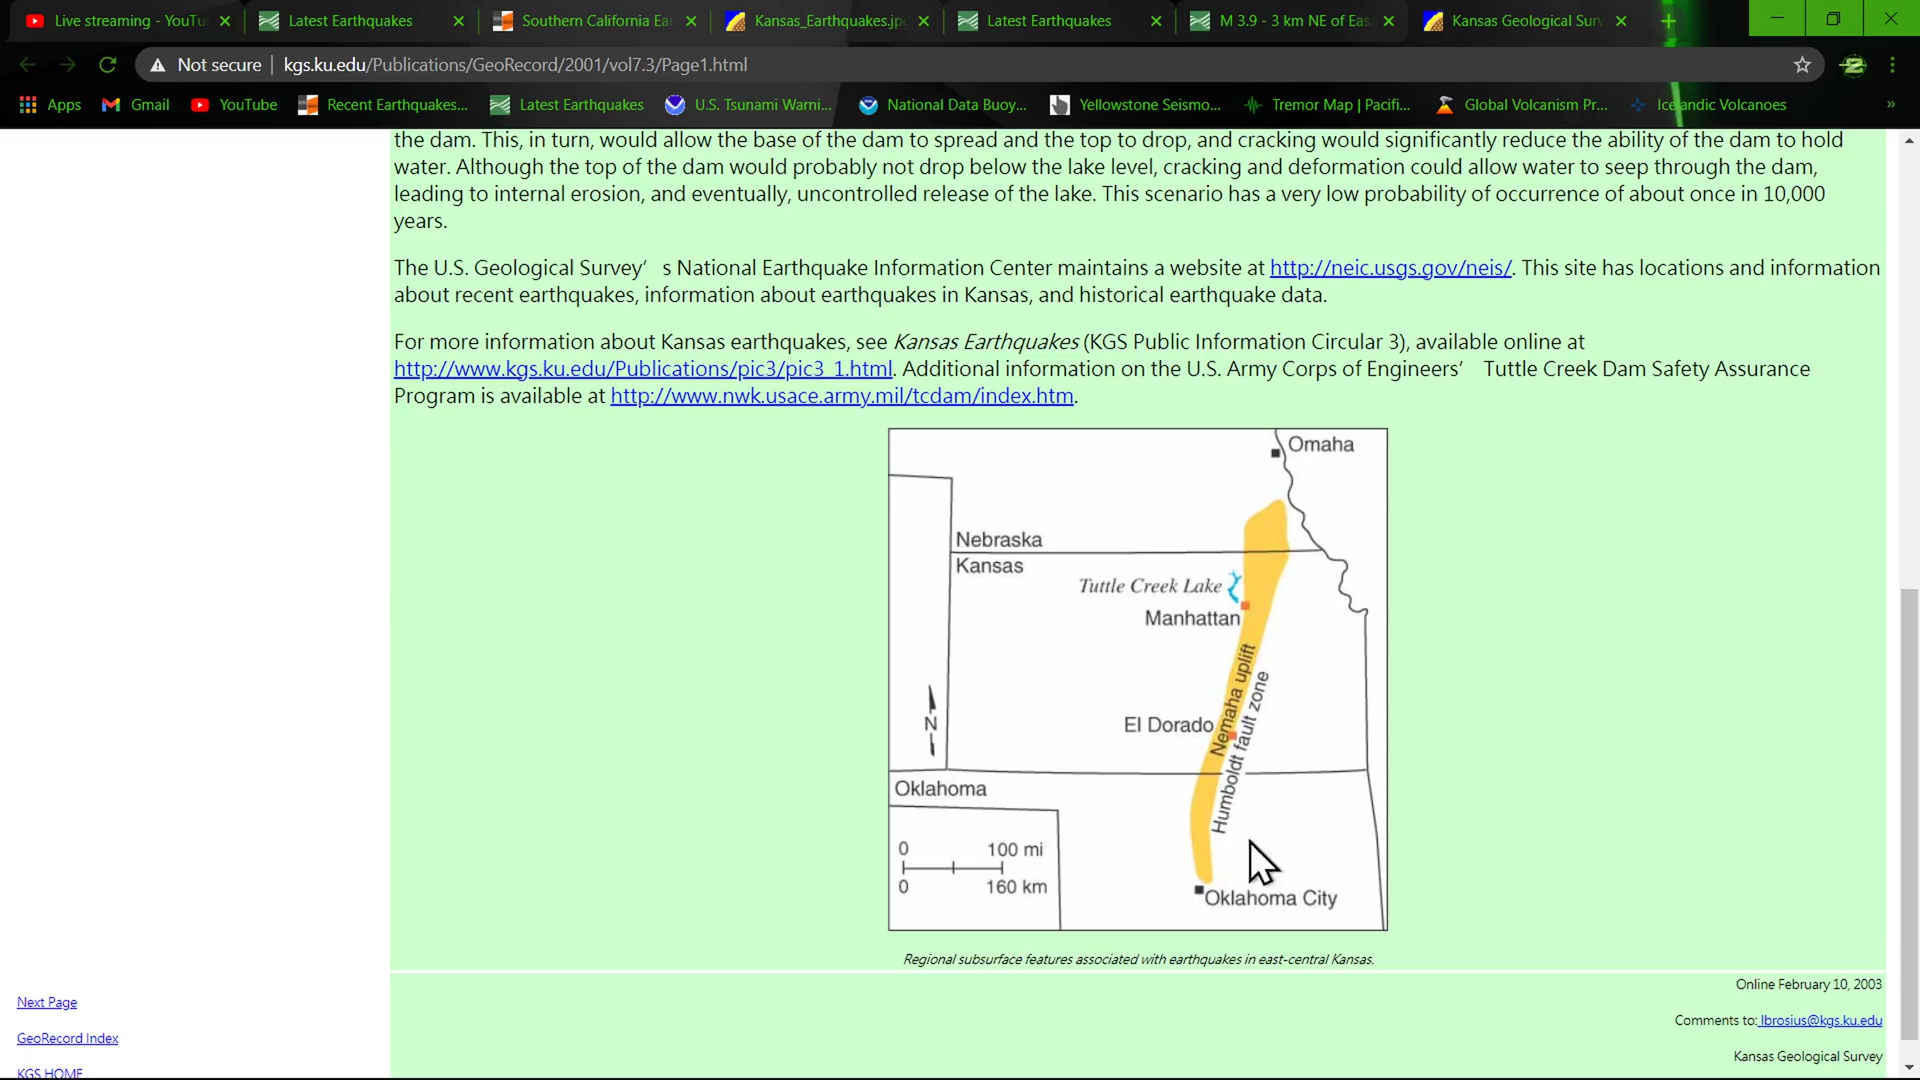 Live streaming - YouTu
Latest Earthquakes
Southern California Ear
Kansas_Earthquakes.jp
Latest Earthquakes
M 3.9 - 3 km NE of Eas
Kansas Geological Surv
Not secure | kgs.ku.edu/Publications/GeoRecord/2001/vol7.3/Page1.html
Apps Gmail YouTube Recent Earthquakes... Latest Earthquakes U.S. Tsunami Warni... National Data Buoy... Yellowstone Seismo... Tremor Map | Pacifi... Global Volcanism Pr... Icelandic Volcanoes »
the dam. This, in turn, would allow the base of the dam to spread and the top to drop, and cracking would significantly reduce the ability of the dam to hold
water. Although the top of the dam would probably not drop below the lake level, cracking and deformation could allow water to seep through the dam,
leading to internal erosion, and eventually, uncontrolled release of the lake. This scenario has a very low probability of occurrence of about once in 10,000
years.
The U.S. Geological Survey’ s National Earthquake Information Center maintains a website at http://neic.usgs.gov/neis/. This site has locations and information
about recent earthquakes, information about earthquakes in Kansas, and historical earthquake data.
For more information about Kansas earthquakes, see Kansas Earthquakes (KGS Public Information Circular 3), available online at
http://www.kgs.ku.edu/Publications/pic3/pic3_1.html. Additional information on the U.S. Army Corps of Engineers’ Tuttle Creek Dam Safety Assurance
Program is available at http://www.nwk.usace.army.mil/tcdam/index.htm.
Omaha
Nebraska
Kansas
Tuttle Creek Lake
Manhattan
Nemaha uplift
Humboldt fault zone
N
El Dorado
Oklahoma
0 100 mi
0 160 km
Oklahoma City
Regional subsurface features associated with earthquakes in east-central Kansas.
Next Page
GeoRecord Index
KGS HOME
Online February 10, 2003
Comments to: lbrosius@kgs.ku.edu
Kansas Geological Survey